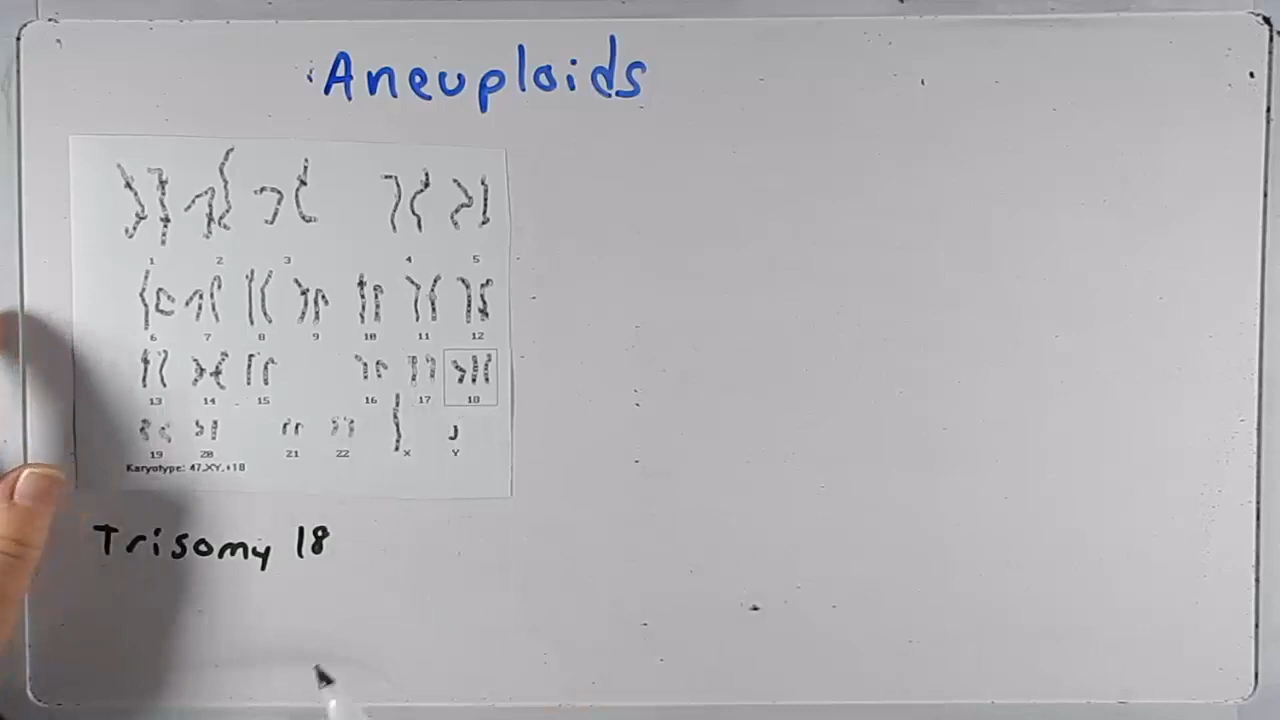 Aneuploids
1 2 3 4 5
6 7 8 9 10 11 12
13 14 15 16 17 18
19 20 21 22 X Y
Karyotype: 47,XY,+18
Trisomy 18